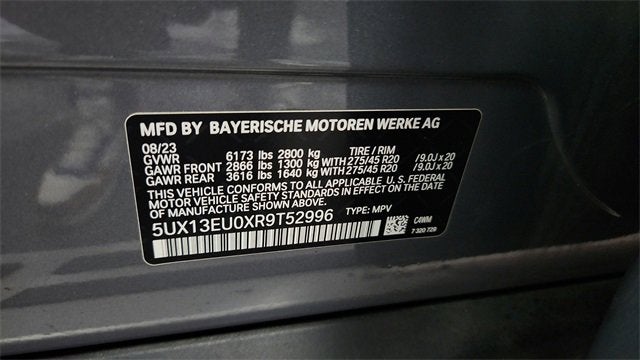 MFD BY BAYERISCHE MOTOREN WERKE AG
08/23 TIRE / RIM
GVWR 6173 lbs 2800 kg
GAWR FRONT 2866 lbs 1300 kg WITH 275/45 R20 /9.0J x 20
GAWR REAR 3616 lbs 1640 kg WITH 275/45 R20 /9.0J x 20
THIS VEHICLE CONFORMS TO ALL APPLICABLE U.S. FEDERAL
MOTOR VEHICLE SAFETY STANDARDS IN EFFECT ON THE DATE
OF MANUFACTURE SHOWN ABOVE.
5UX13EU0XR9T52996 TYPE: MPV
C4WM
7 320 728